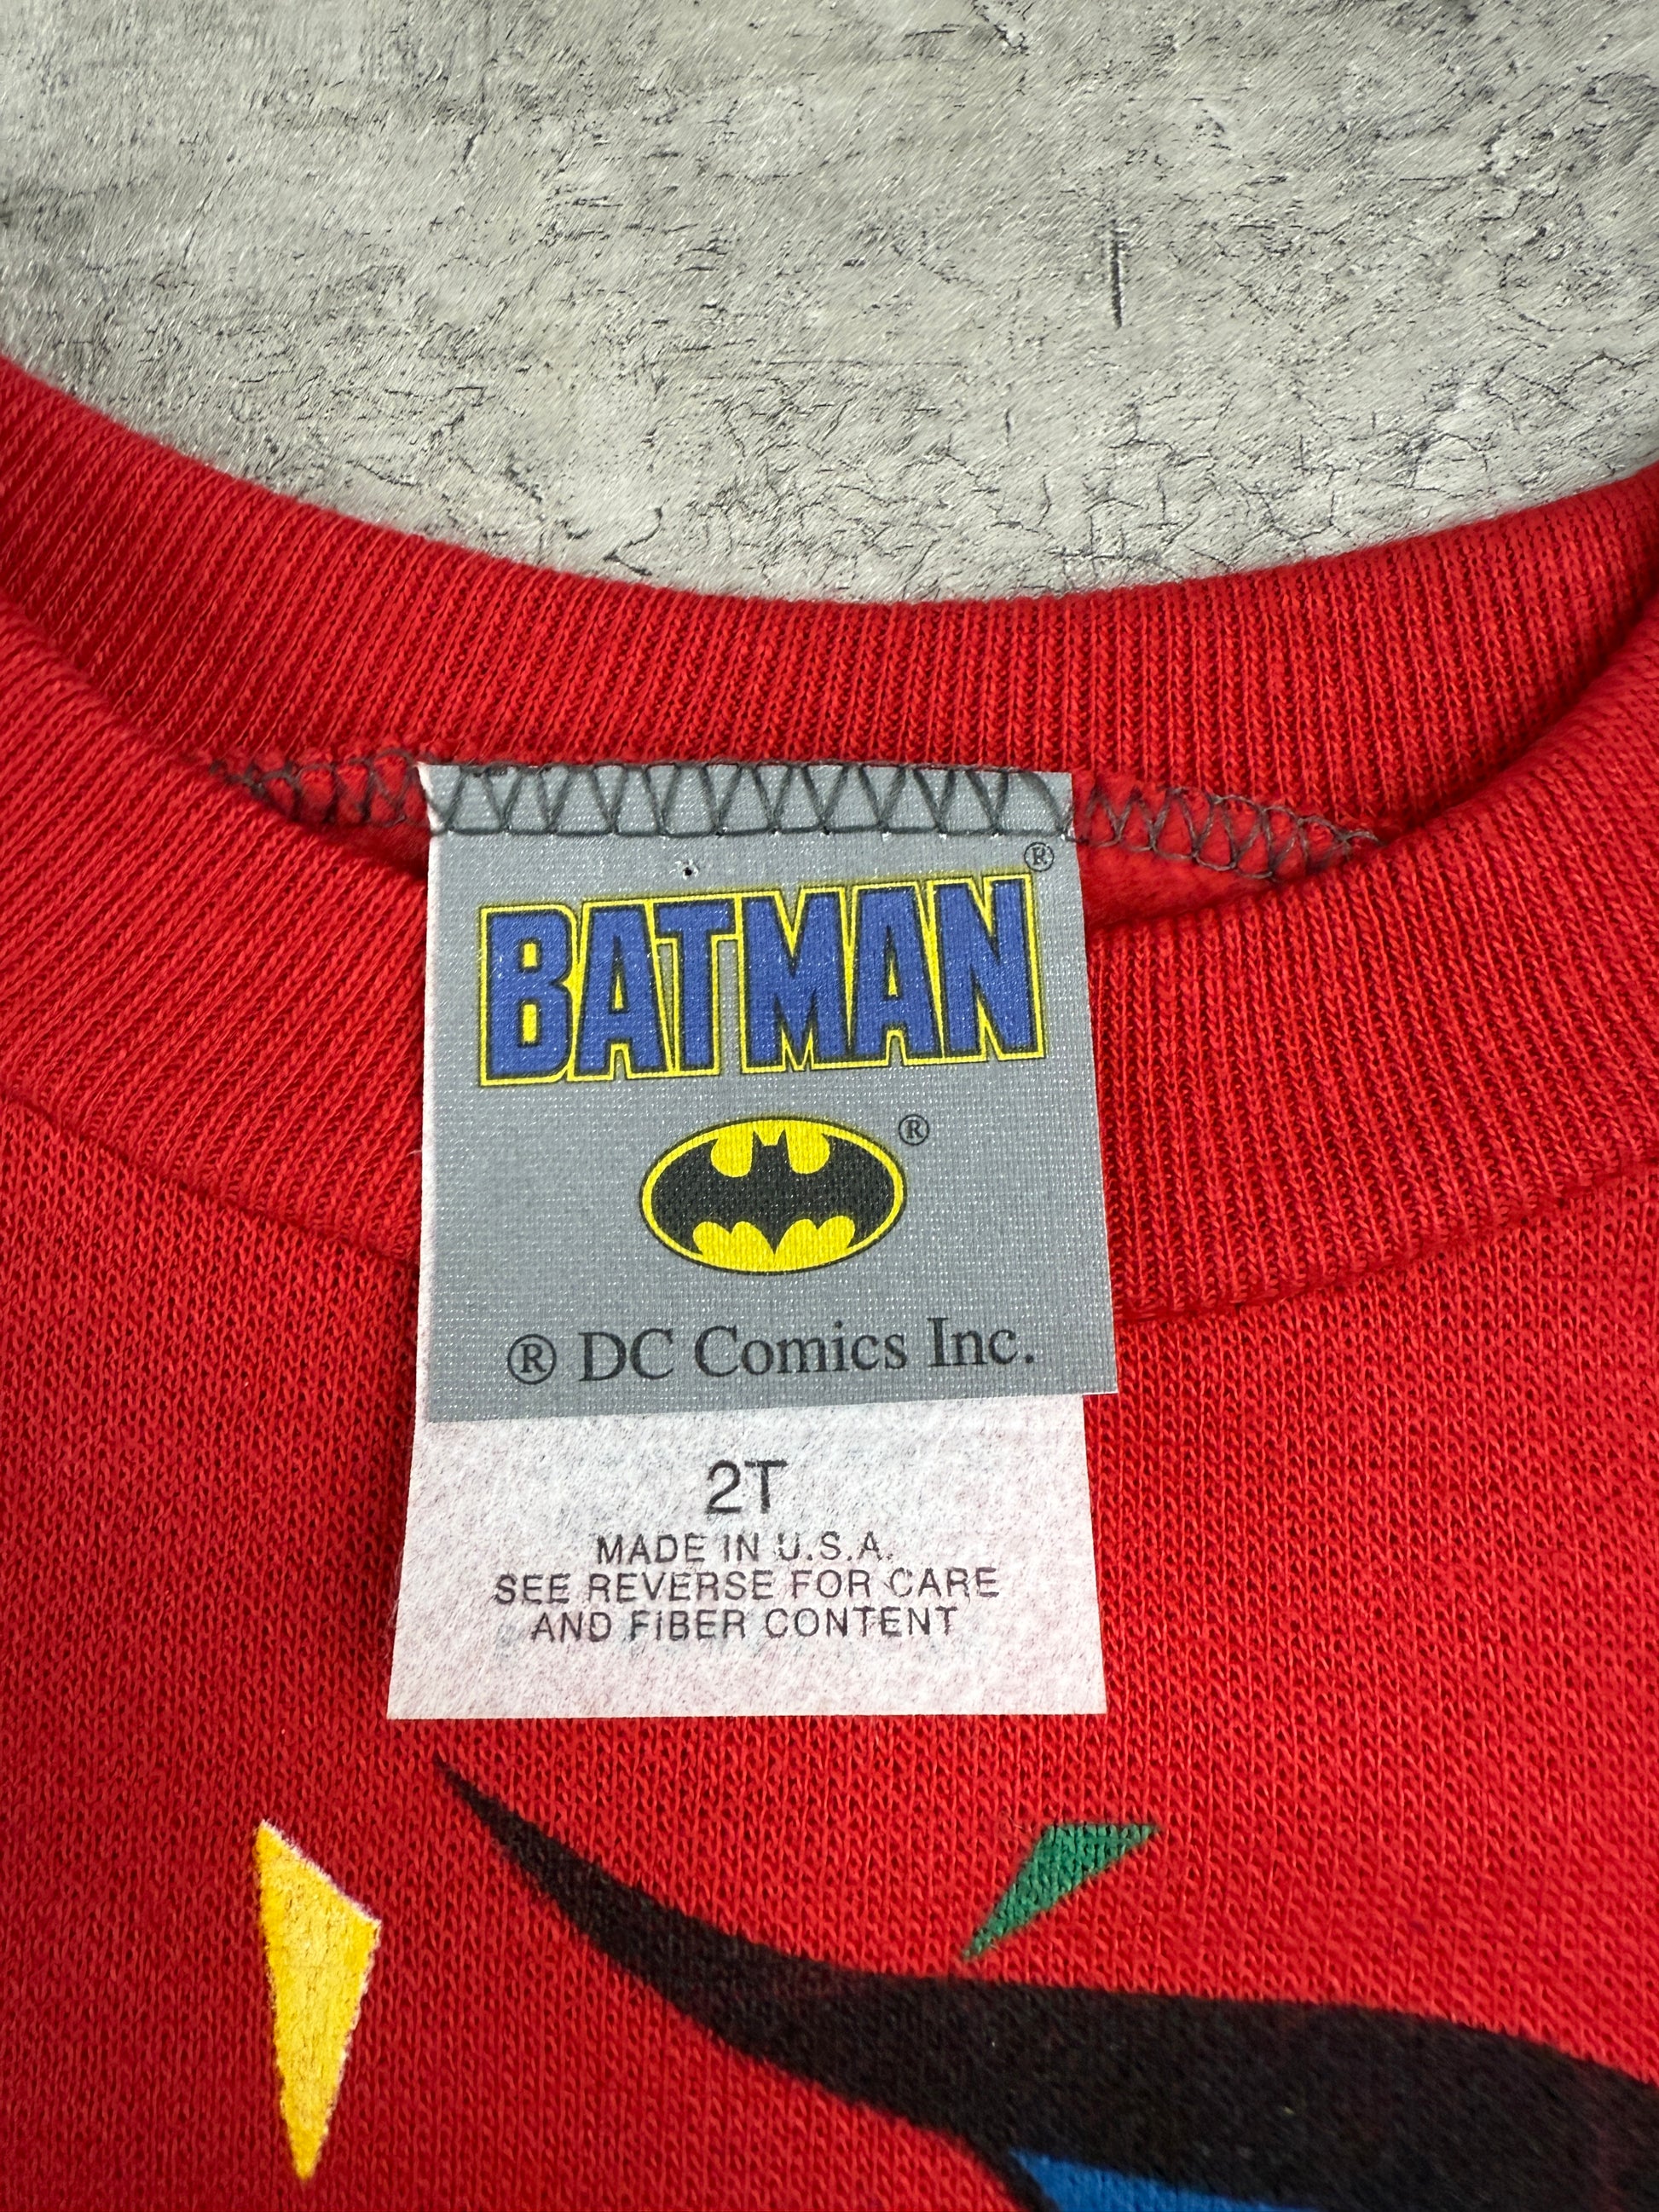 BATMAN®
®
® DC Comics Inc.
2T
MADE IN U.S.A.
SEE REVERSE FOR CARE
AND FIBER CONTENT